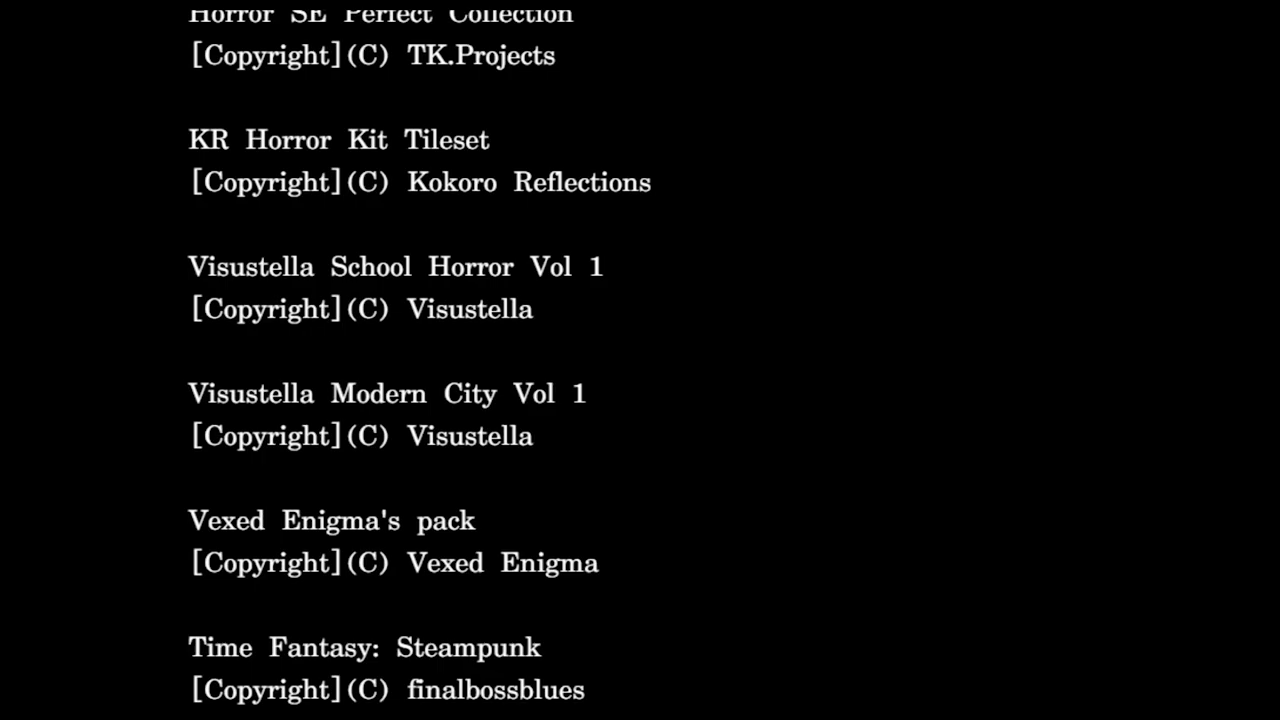 Horror SE Perfect Collection
[Copyright](C) TK.Projects
KR Horror Kit Tileset
[Copyright](C) Kokoro Reflections
Visustella School Horror Vol 1
[Copyright](C) Visustella
Visustella Modern City Vol 1
[Copyright](C) Visustella
Vexed Enigma's pack
[Copyright](C) Vexed Enigma
Time Fantasy: Steampunk
[Copyright](C) finalbossblues